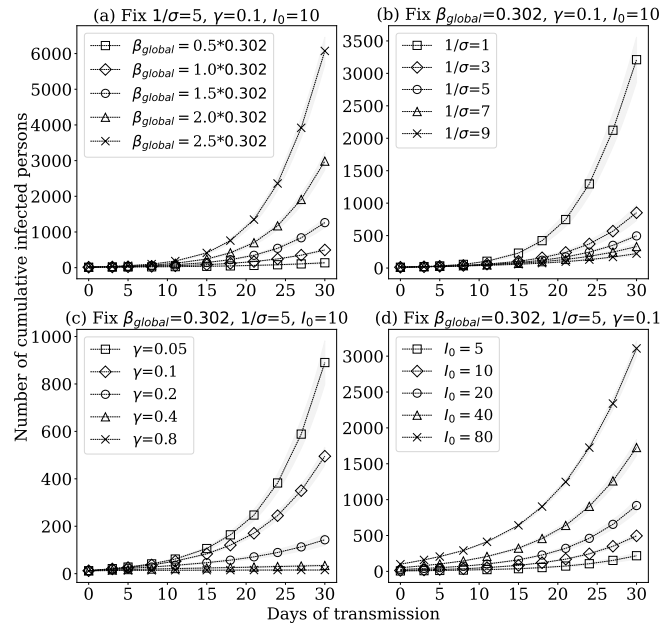 (a) Fix 1/σ=5, γ=0.1, I₀=10
6000
5000
4000
3000
2000
1000
0
0 5 10 15 20 25 30
β_global=0.5*0.302
β_global=1.0*0.302
β_global=1.5*0.302
β_global=2.0*0.302
β_global=2.5*0.302
(b) Fix β_global=0.302, γ=0.1, I₀=10
3500
3000
2500
2000
1500
1000
500
0
0 5 10 15 20 25 30
1/σ=1
1/σ=3
1/σ=5
1/σ=7
1/σ=9
Number of cumulative infected persons
(c) Fix β_global=0.302, 1/σ=5, I₀=10
1000
800
600
400
200
0
0 5 10 15 20 25 30
γ=0.05
γ=0.1
γ=0.2
γ=0.4
γ=0.8
(d) Fix β_global=0.302, 1/σ=5, γ=0.1
3000
2500
2000
1500
1000
500
0
0 5 10 15 20 25 30
I₀ = 5
I₀ = 10
I₀ = 20
I₀ = 40
I₀ = 80
Days of transmission